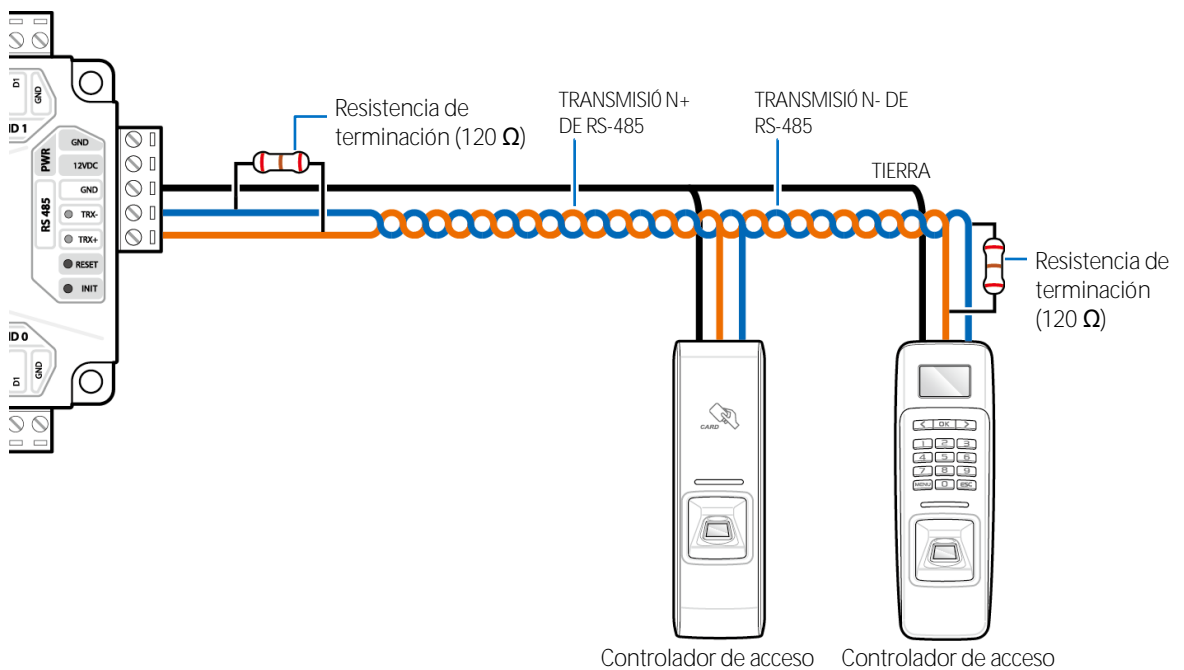 D1
GND
ID 1
PWR
GND
12VDC
RS 485
GND
TRX-
TRX+
RESET
INIT
ID 0
D1
GND
Resistencia de
terminación (120 Ω)
TRANSMISIÓ N+
DE RS-485
TRANSMISIÓ N- DE
RS-485
TIERRA
Resistencia de
terminación
(120 Ω)
CARD
< OK >
1 2 3
4 5 6
7 8 9
MENU 0 ESC
Controlador de acceso
Controlador de acceso